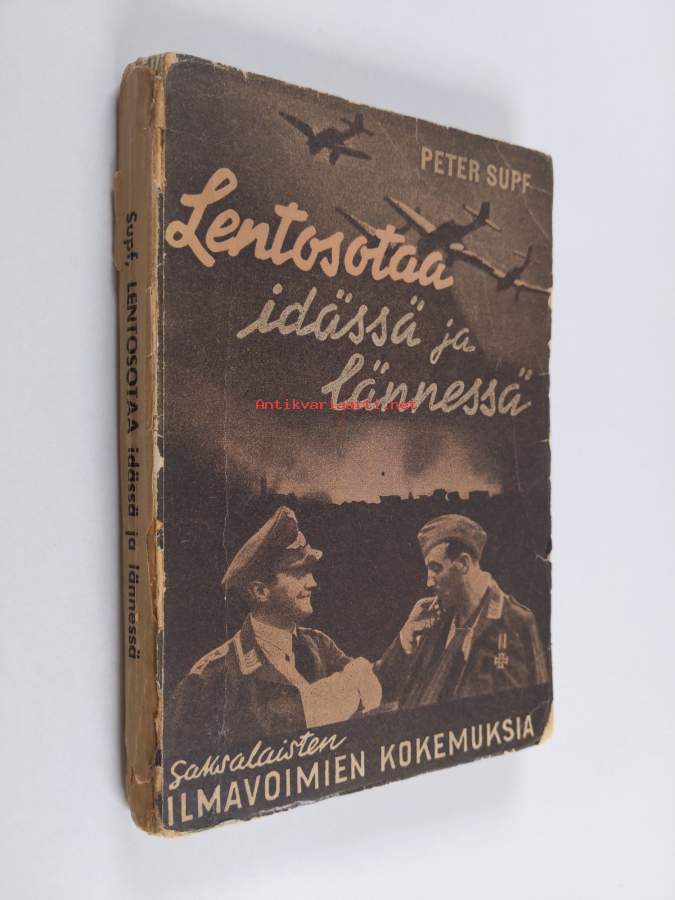 PETER SUPF
Lentosotaa
idässä ja
lännessä
Antikvariaatti.net
Saksalaisten
ILMAVOIMIEN KOKEMUKSIA
Supf, LENTOSOTAA idässä ja lännessä